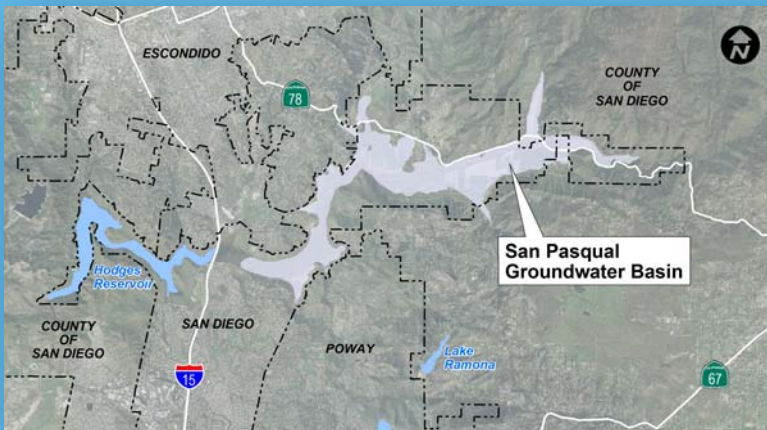 ESCONDIDO
N
78
COUNTY
OF
SAN DIEGO
San Pasqual
Groundwater Basin
Hodges
Reservoir
COUNTY
OF
SAN DIEGO
SAN DIEGO
POWAY
Lake
Ramona
15
67